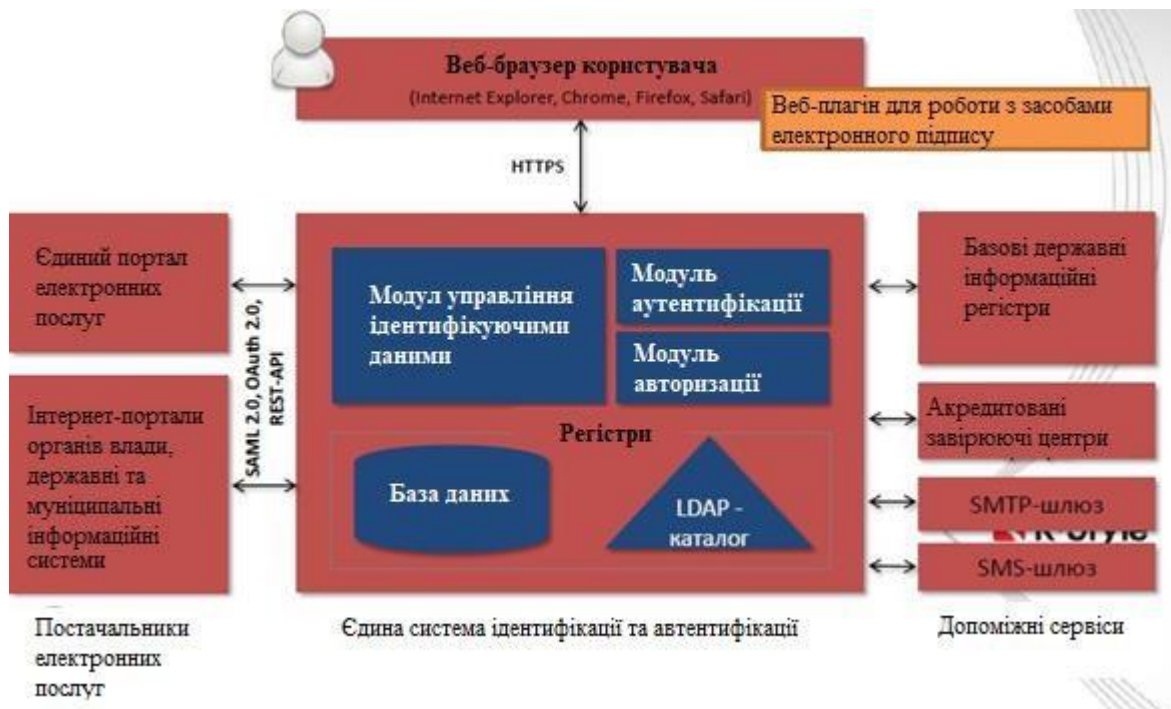 Веб-браузер користувача
(Internet Explorer, Chrome, Firefox, Safari)
Веб-плагін для роботи з засобами
електронного підпису
HTTPS
Єдиний портал
електронних
послуг
Інтернет-портали
органів влади,
державні та
муніципальні
інформаційні
системи
SAML 2.0, OAuth 2.0,
REST-API
Модул управління
ідентифікуючими
даними
Модуль
аутентифікації
Модуль
авторизації
Регістри
База даних
LDAP -
каталог
Базові державні
інформаційні
регістри
Акредитовані
завірюючі центри
SMTP-шлюз
SMS-шлюз
Постачальники
електронних
послуг
Єдина система ідентифікації та автентифікації
Допоміжні сервіси